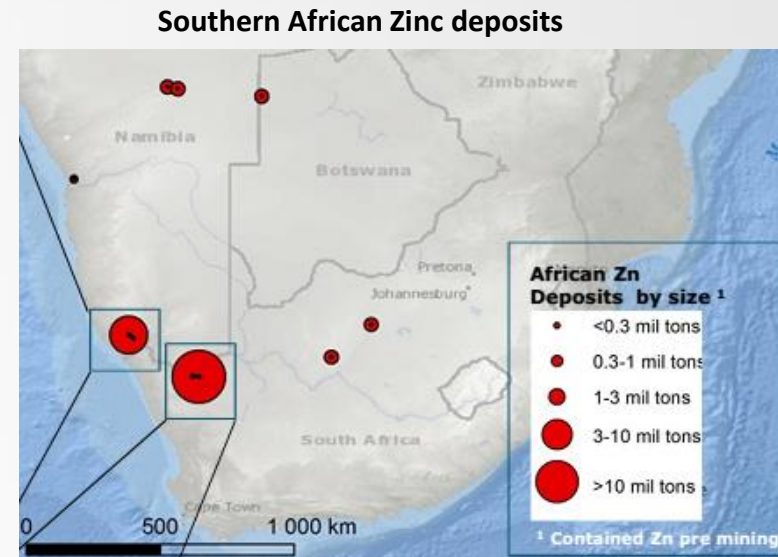 Southern African Zinc deposits
Zimbabwe
Namibia
Botswana
Pretoria
Johannesburg
African Zn
Deposits by size ¹
<0.3 mil tons
0.3-1 mil tons
1-3 mil tons
3-10 mil tons
>10 mil tons
South Africa
Cape Town
0 500 1 000 km
¹ Contained Zn pre mining